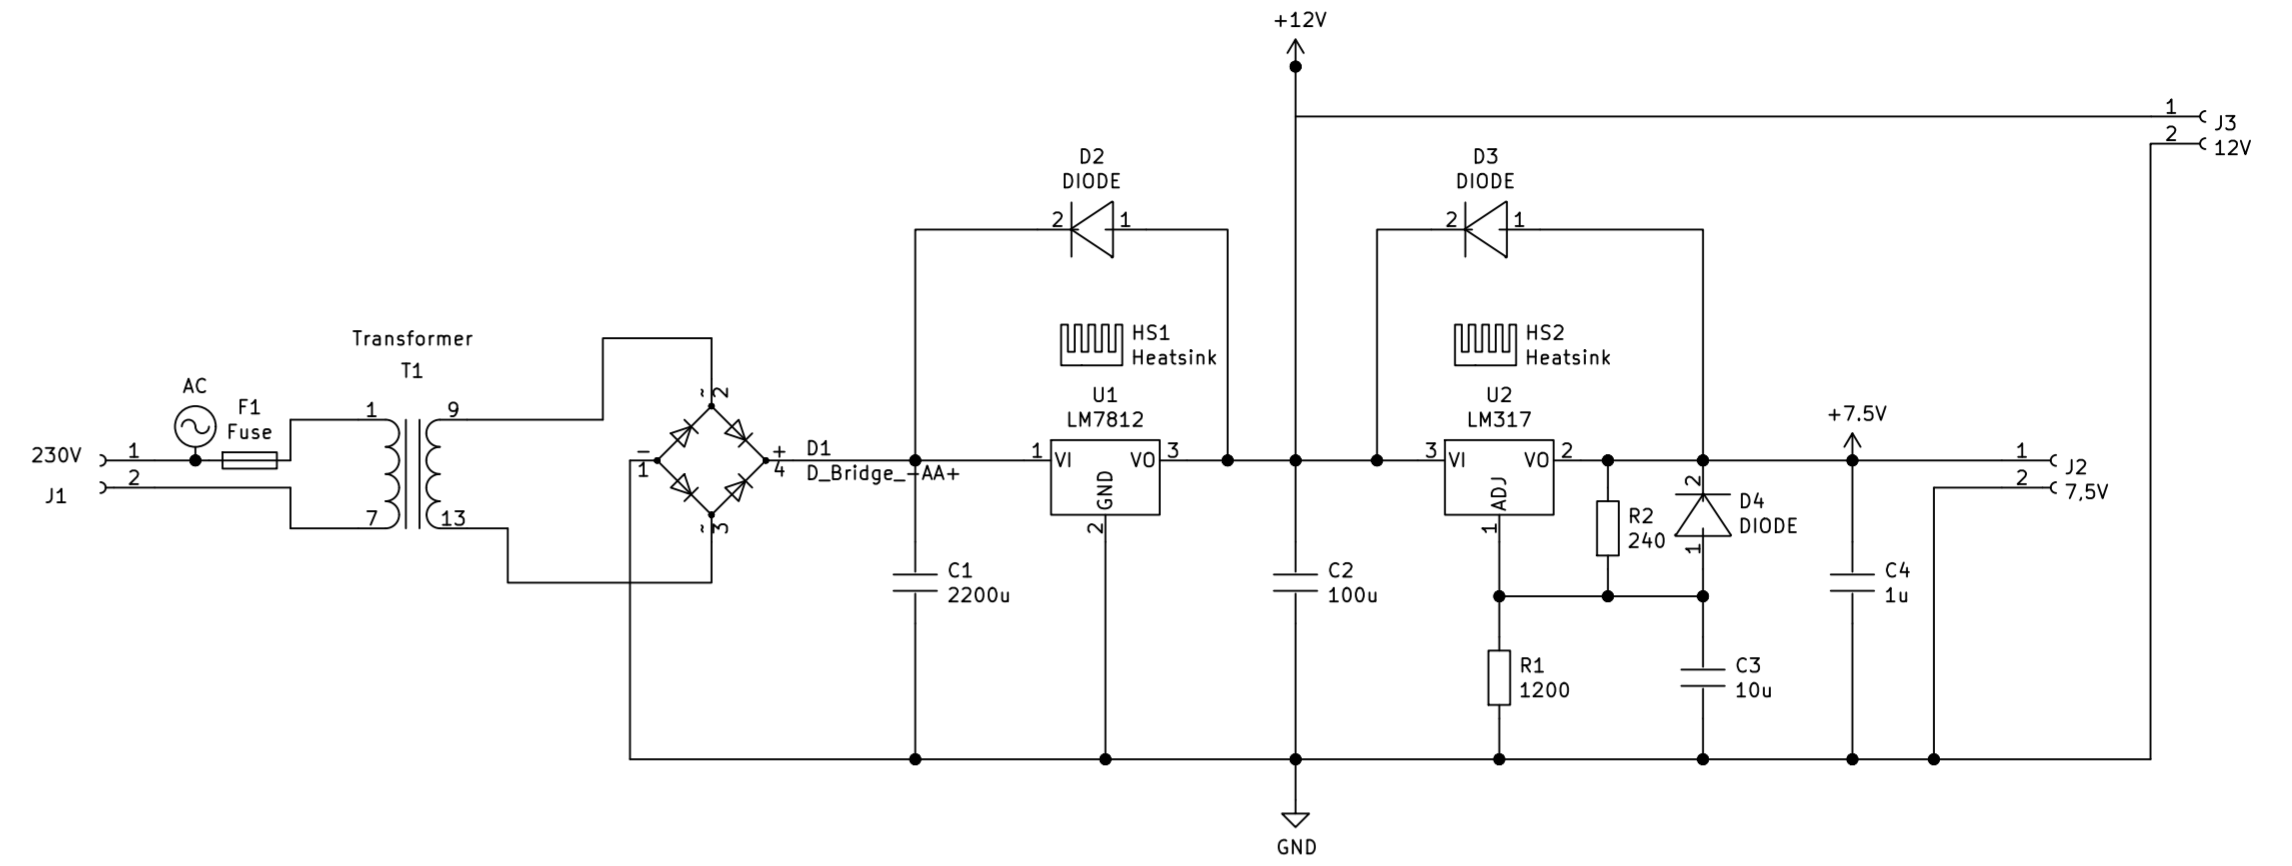 +12V
1
J3
2
12V
D2
DIODE
2
1
D3
DIODE
2
1
HS1
Heatsink
HS2
Heatsink
Transformer
T1
AC
F1
Fuse
230V
1
2
J1
1
7
9
13
~
2
~
3
−
1
+
4
D1
D_Bridge_-AA+
U1
LM7812
1
VI
VO
3
GND
2
U2
LM317
3
VI
VO
2
ADJ
1
+7.5V
1
J2
2
7,5V
R2
240
2
D4
DIODE
1
C1
2200u
C2
100u
C4
1u
R1
1200
C3
10u
GND